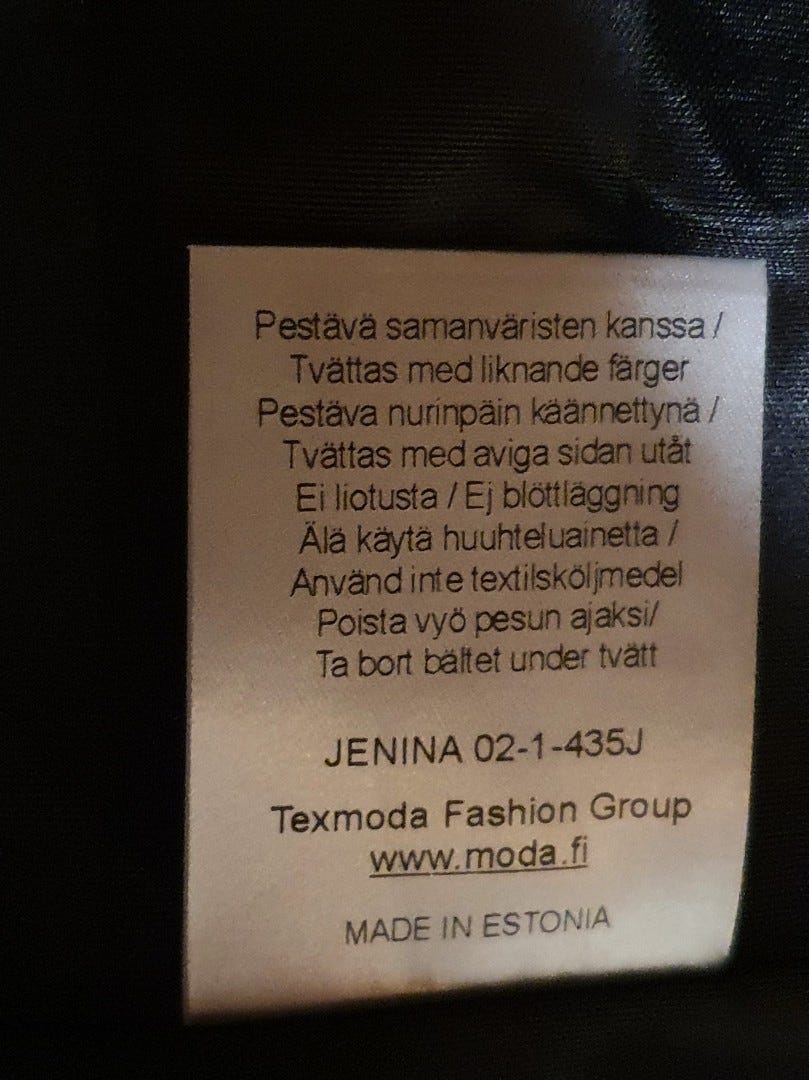 Pestävä samanväristen kanssa /
Tvättas med liknande färger
Pestäva nurinpäin käännettynä /
Tvättas med aviga sidan utåt
Ei liotusta / Ej blöttläggning
Älä käytä huuhteluainetta /
Använd inte textilsköljmedel
Poista vyö pesun ajaksi/
Ta bort bältet under tvätt
JENINA 02-1-435J
Texmoda Fashion Group
www.moda.fi
MADE IN ESTONIA